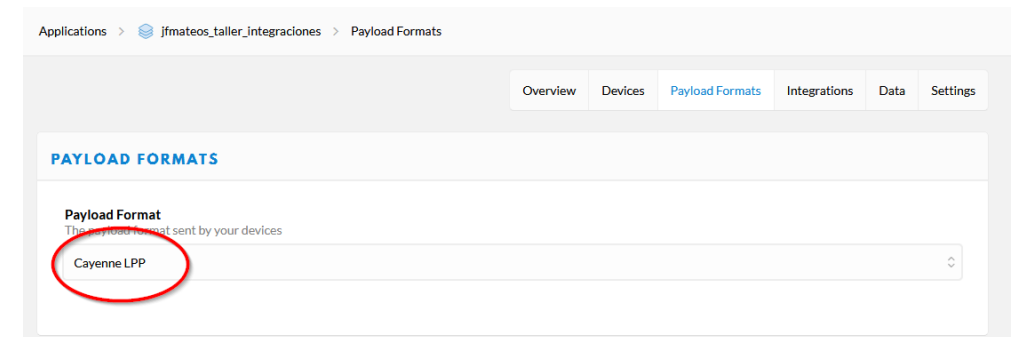 Applications > jfmateos_taller_integraciones > Payload Formats
Overview Devices Payload Formats Integrations Data Settings
PAYLOAD FORMATS
Payload Format
The payload format sent by your devices
Cayenne LPP